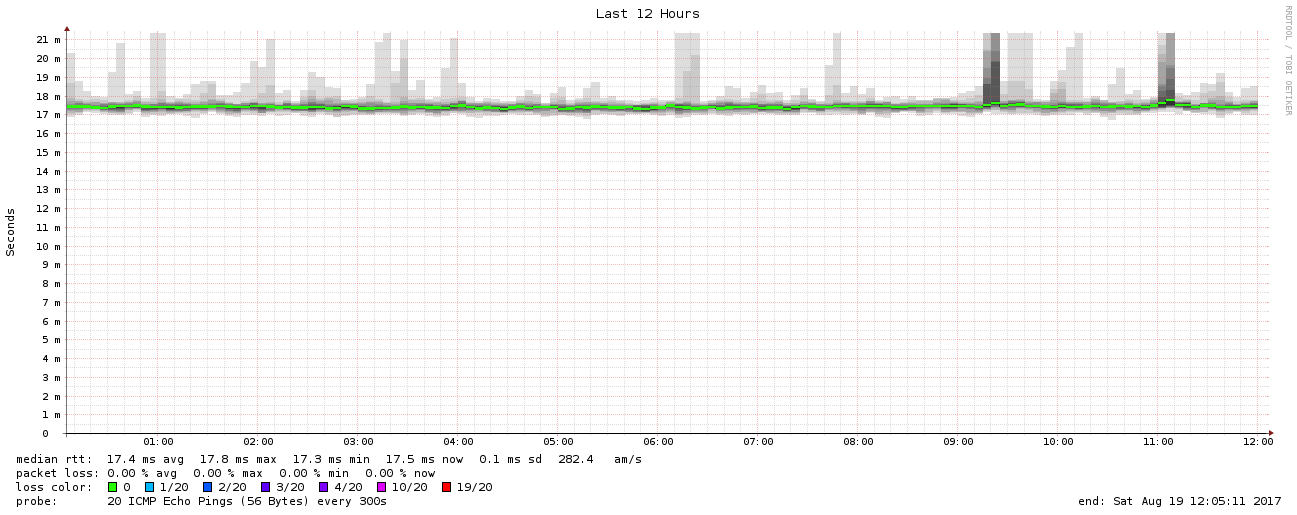 Last 12 Hours
RRDTOOL / TOBI OETIKER
Seconds
21 m
20 m
19 m
18 m
17 m
16 m
15 m
14 m
13 m
12 m
11 m
10 m
9 m
8 m
7 m
6 m
5 m
4 m
3 m
2 m
1 m
0
01:00 02:00 03:00 04:00 05:00 06:00 07:00 08:00 09:00 10:00 11:00 12:00
median rtt: 17.4 ms avg 17.8 ms max 17.3 ms min 17.5 ms now 0.1 ms sd 282.4 am/s
packet loss: 0.00 % avg 0.00 % max 0.00 % min 0.00 % now
loss color: 0 1/20 2/20 3/20 4/20 10/20 19/20
probe: 20 ICMP Echo Pings (56 Bytes) every 300s end: Sat Aug 19 12:05:11 2017